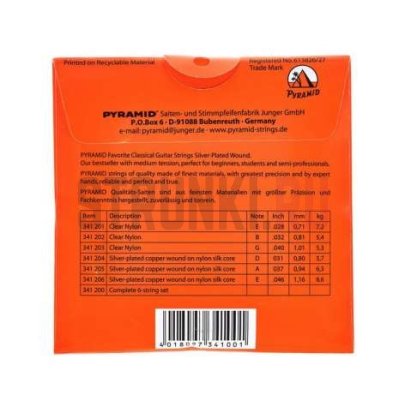 Printed on Recyclable Material
Registered No. 613820/27
Trade Mark
PYRAMID
PYRAMID® Saiten- und Stimmpfeifenfabrik Junger GmbH
P.O.Box 6 · D-91088 Bubenreuth · Germany
e-mail: pyramid@junger.de · www.pyramid-strings.de
PYRAMID Favorite Classical Guitar Strings Silver Plated Wound.
Our bestseller with medium tension, perfect for beginners, students and semi-professionals.
PYRAMID strings of quality made of finest materials, with greatest precision and by expert
hands, reliable and perfect and true.
PYRAMID Qualitäts-Saiten sind aus feinsten Materialien mit größter Präzision und
Fachkenntnis hergestellt, zuverlässig und tonrein.
Item Description Note Inch mm kg
341 201 Clear Nylon E .028 0,71 7,2
341 202 Clear Nylon B .032 0,81 5,4
341 203 Clear Nylon G .040 1,01 5,3
341 204 Silver-plated copper wound on nylon silk core D .031 0,80 5,7
341 205 Silver-plated copper wound on nylon silk core A .037 0,94 6,3
341 206 Silver-plated copper wound on nylon silk core E .046 1,16 6,6
341 200 Complete 6-string set
4 018097 341001